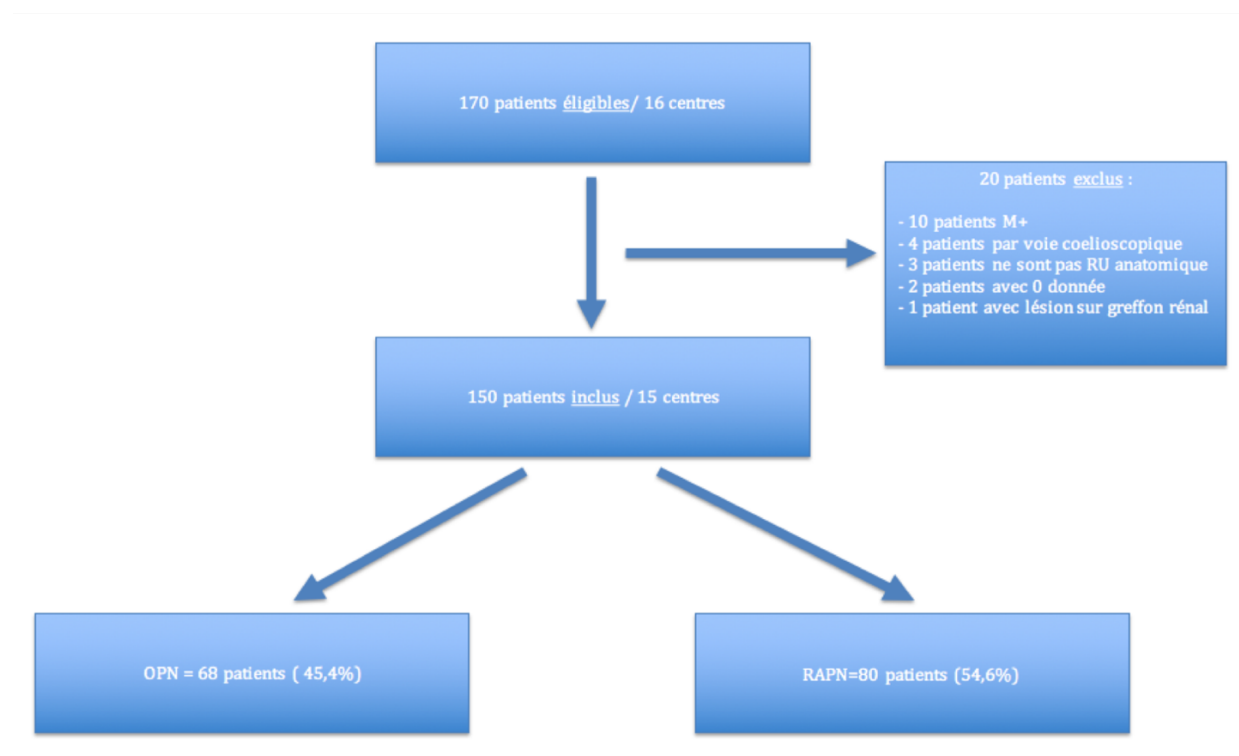 170 patients éligibles/ 16 centres
20 patients exclus :
- 10 patients M+
- 4 patients par voie coelioscopique
- 3 patients ne sont pas RU anatomique
- 2 patients avec 0 donnée
- 1 patient avec lésion sur greffon rénal
150 patients inclus / 15 centres
OPN = 68 patients ( 45,4%)
RAPN=80 patients (54,6%)